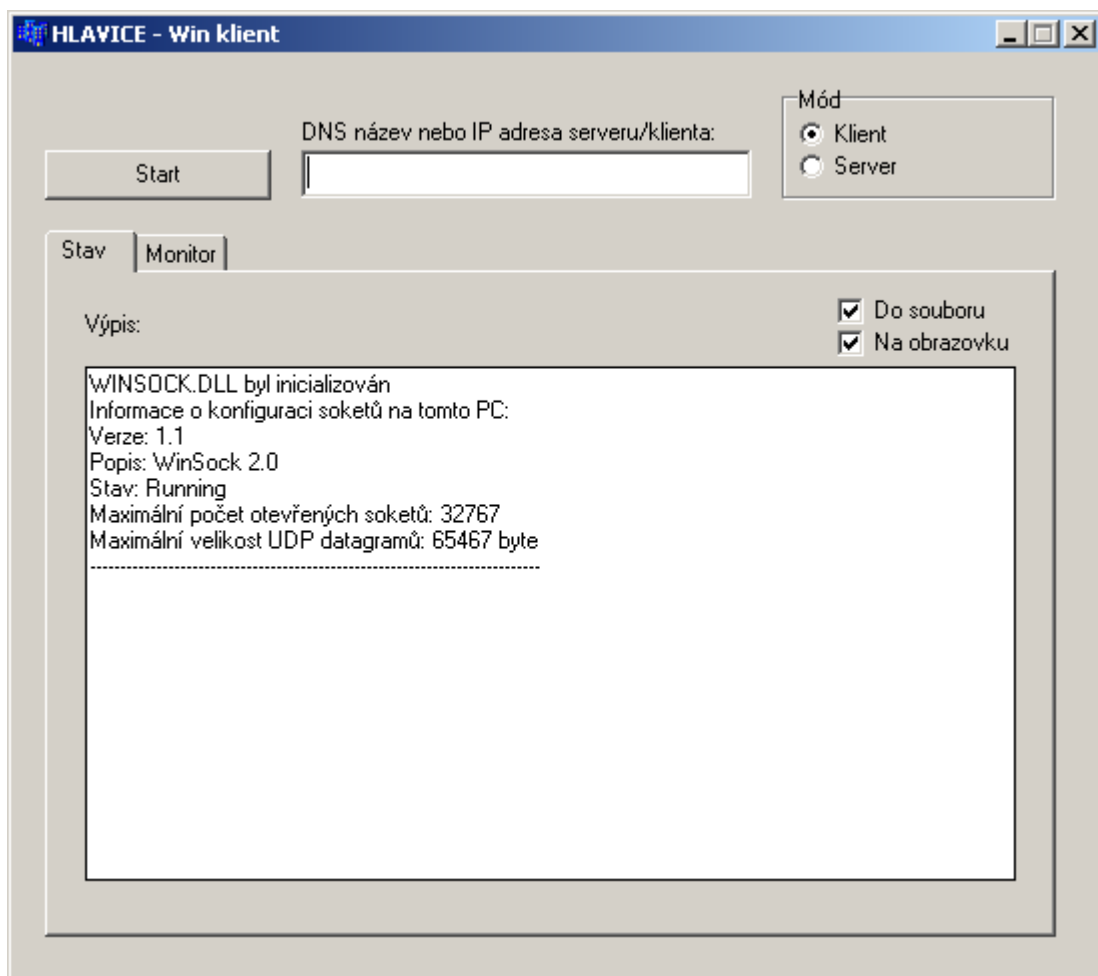 HLAVICE - Win klient
Mód
DNS název nebo IP adresa serveru/klienta:
Klient
Start
Server
Stav
Monitor
Do souboru
Výpis:
Na obrazovku
WINSOCK.DLL byl inicializován
Informace o konfiguraci soketů na tomto PC:
Verze: 1.1
Popis: WinSock 2.0
Stav: Running
Maximální počet otevřených soketů: 32767
Maximální velikost UDP datagramů: 65467 byte
---------------------------------------------------------------------------